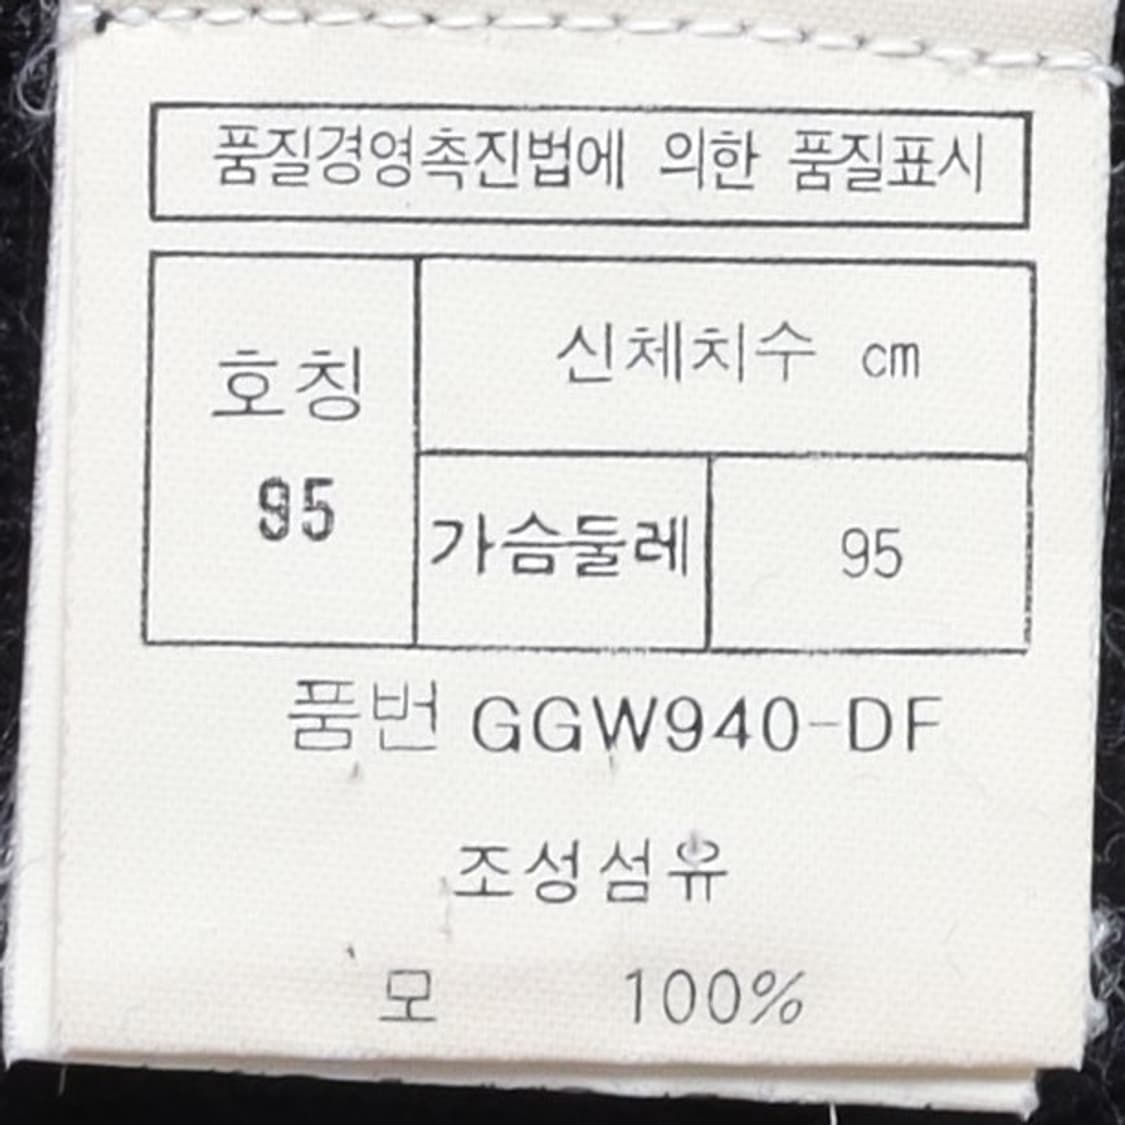 품질경영촉진법에 의한 품질표시
호칭
95
신체치수 cm
가슴둘레 95
품번 GGW940-DF
조성섬유
모 100%